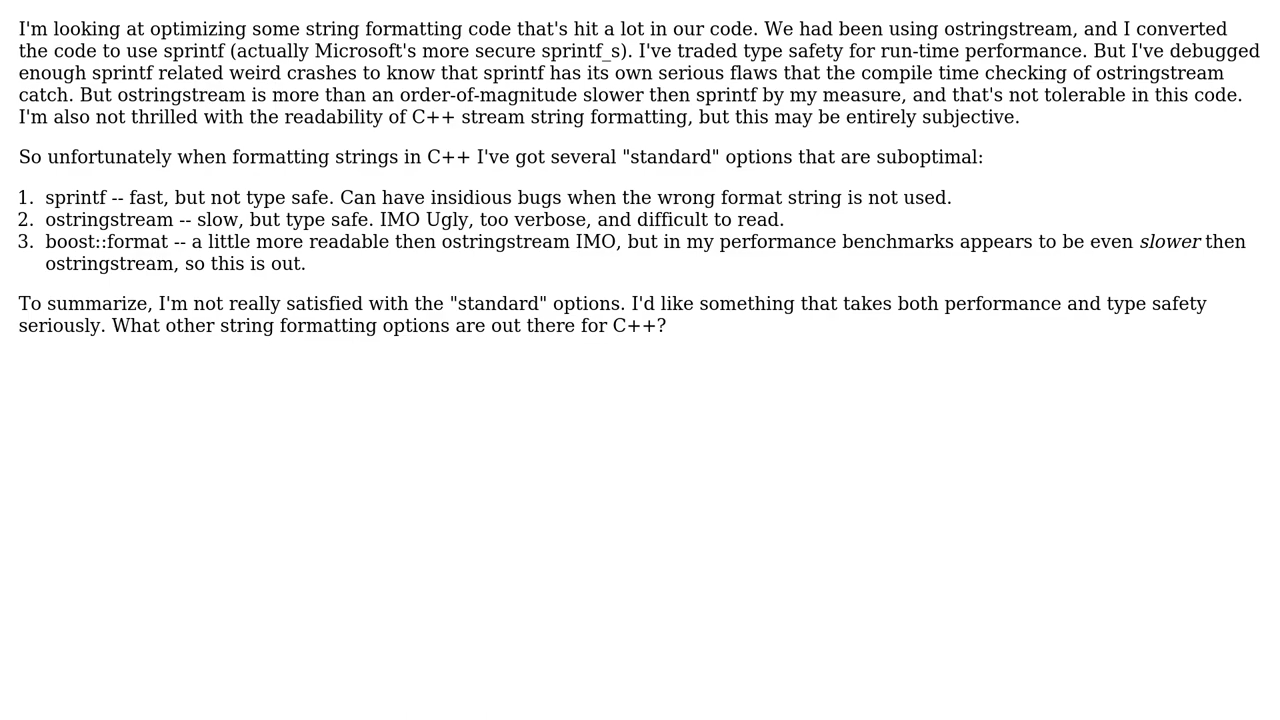 I'm looking at optimizing some string formatting code that's hit a lot in our code. We had been using ostringstream, and I converted
the code to use sprintf (actually Microsoft's more secure sprintf_s). I've traded type safety for run-time performance. But I've debugged
enough sprintf related weird crashes to know that sprintf has its own serious flaws that the compile time checking of ostringstream
catch. But ostringstream is more than an order-of-magnitude slower then sprintf by my measure, and that's not tolerable in this code.
I'm also not thrilled with the readability of C++ stream string formatting, but this may be entirely subjective.
So unfortunately when formatting strings in C++ I've got several "standard" options that are suboptimal:
1. sprintf -- fast, but not type safe. Can have insidious bugs when the wrong format string is not used.
2. ostringstream -- slow, but type safe. IMO Ugly, too verbose, and difficult to read.
3. boost::format -- a little more readable then ostringstream IMO, but in my performance benchmarks appears to be even slower then
ostringstream, so this is out.
To summarize, I'm not really satisfied with the "standard" options. I'd like something that takes both performance and type safety
seriously. What other string formatting options are out there for C++?